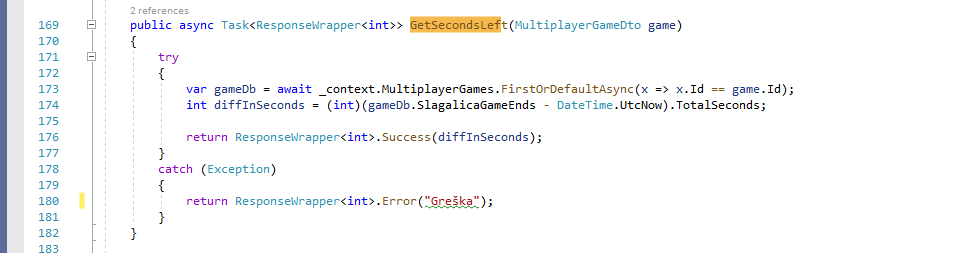 2 references
169 public async Task<ResponseWrapper<int>> GetSecondsLeft(MultiplayerGameDto game)
170 {
171 try
172 {
173 var gameDb = await _context.MultiplayerGames.FirstOrDefaultAsync(x => x.Id == game.Id);
174 int diffInSeconds = (int)(gameDb.SlagalicaGameEnds - DateTime.UtcNow).TotalSeconds;
175
176 return ResponseWrapper<int>.Success(diffInSeconds);
177 }
178 catch (Exception)
179 {
180 return ResponseWrapper<int>.Error("Greška");
181 }
182 }
183